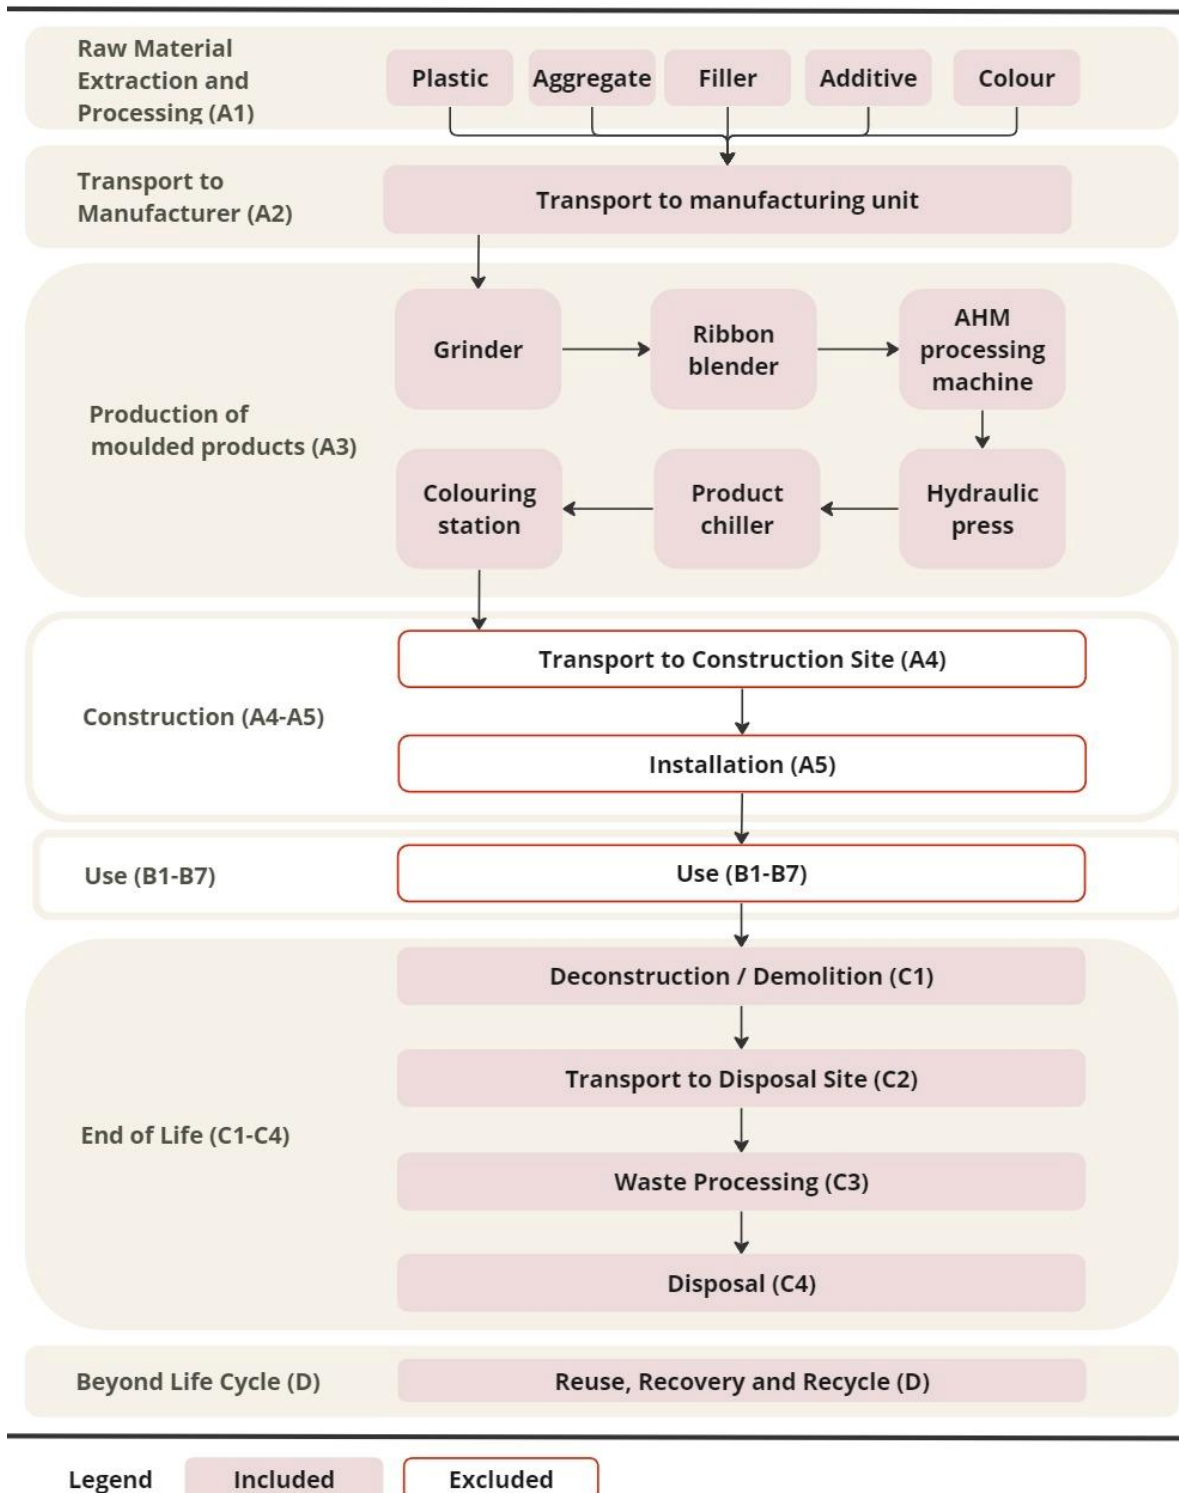 Raw Material
Extraction and
Processing (A1)
Plastic
Aggregate
Filler
Additive
Colour
Transport to
Manufacturer (A2)
Transport to manufacturing unit
Production of
moulded products (A3)
Grinder
Ribbon
blender
AHM
processing
machine
Colouring
station
Product
chiller
Hydraulic
press
Construction (A4-A5)
Transport to Construction Site (A4)
Installation (A5)
Use (B1-B7)
Use (B1-B7)
End of Life (C1-C4)
Deconstruction / Demolition (C1)
Transport to Disposal Site (C2)
Waste Processing (C3)
Disposal (C4)
Beyond Life Cycle (D)
Reuse, Recovery and Recycle (D)
Legend
Included
Excluded